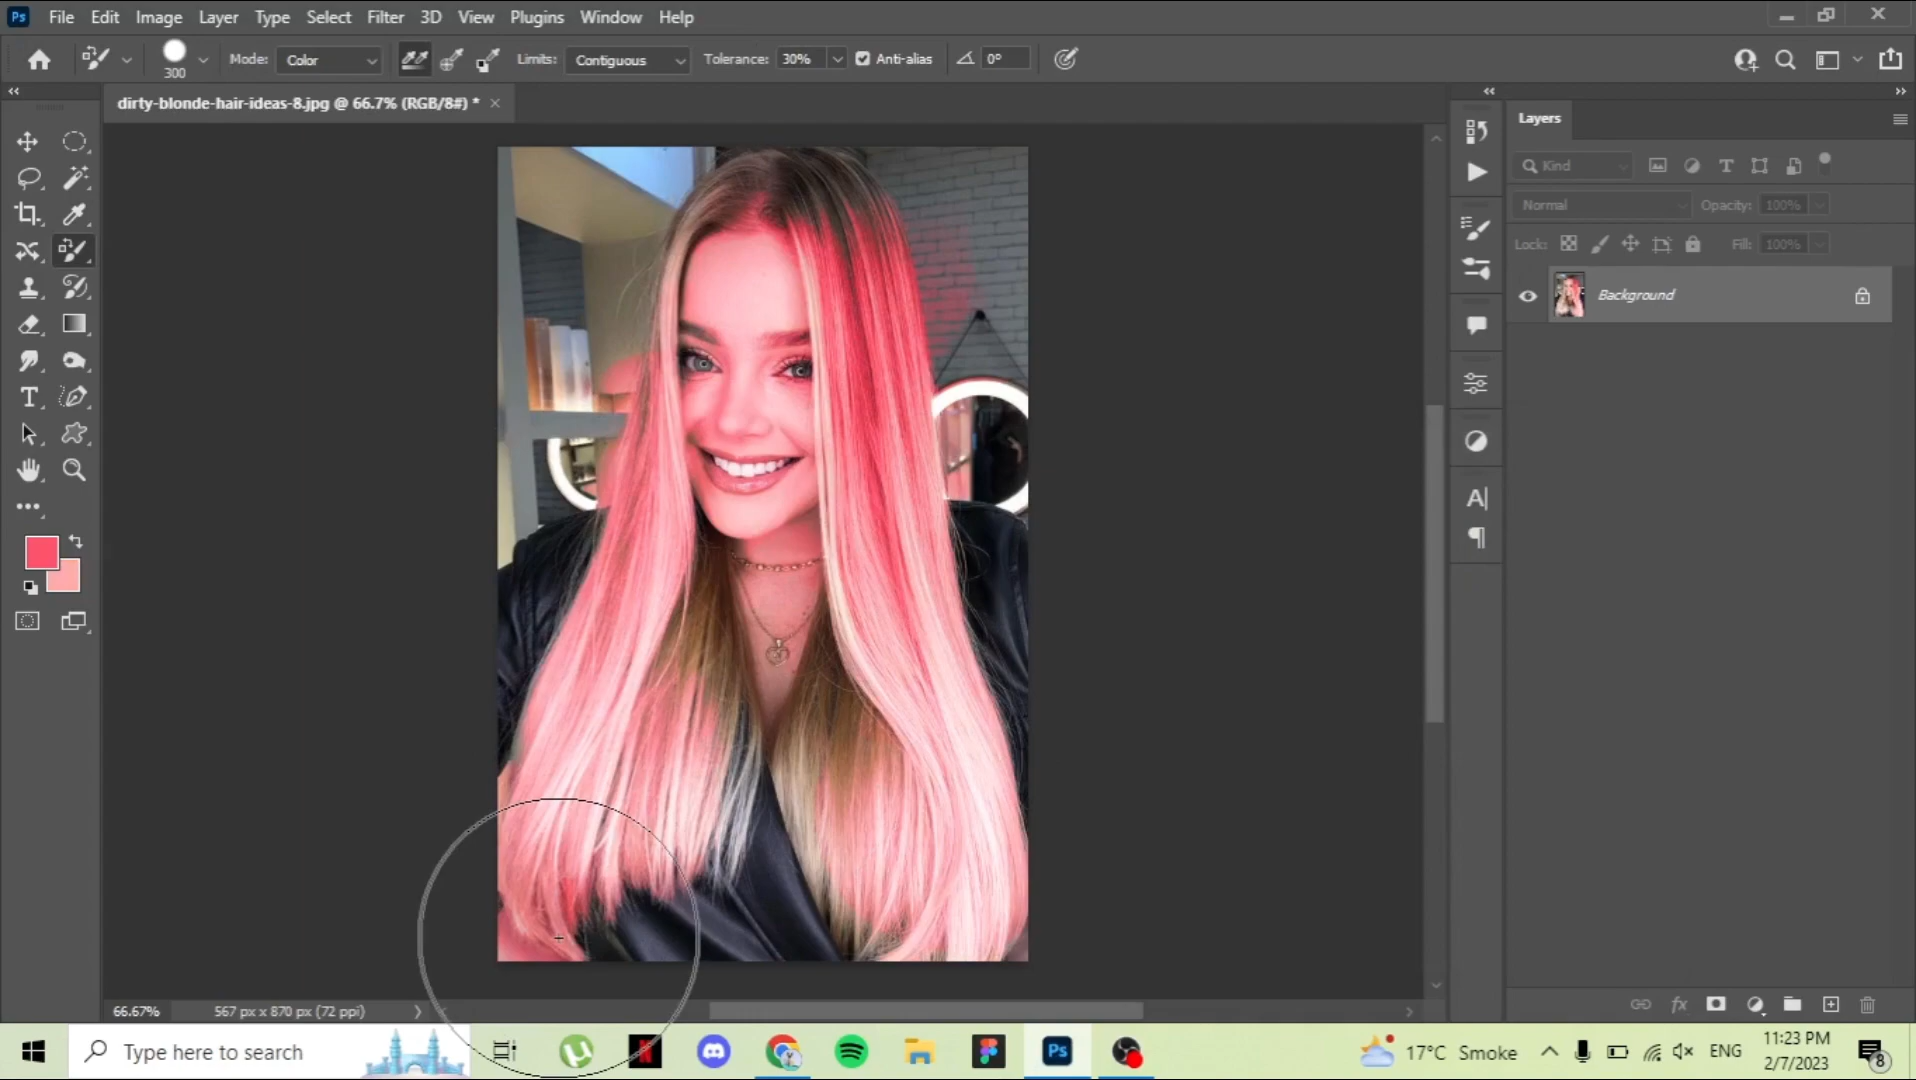 Ps File Edit Image Layer Type Select Filter 3D View Plugins Window Help
300 Mode: Color Limits: Contiguous Tolerance: 30% Anti-alias 0°
dirty-blonde-hair-ideas-8.jpg @ 66.7% (RGB/8#) * ×
Layers
Kind
Normal Opacity: 100%
Lock: Fill: 100%
Background
66.67% 567 px x 870 px (72 ppi)
Type here to search
Ps
17°C Smoke ENG
11:23 PM
2/7/2023
8